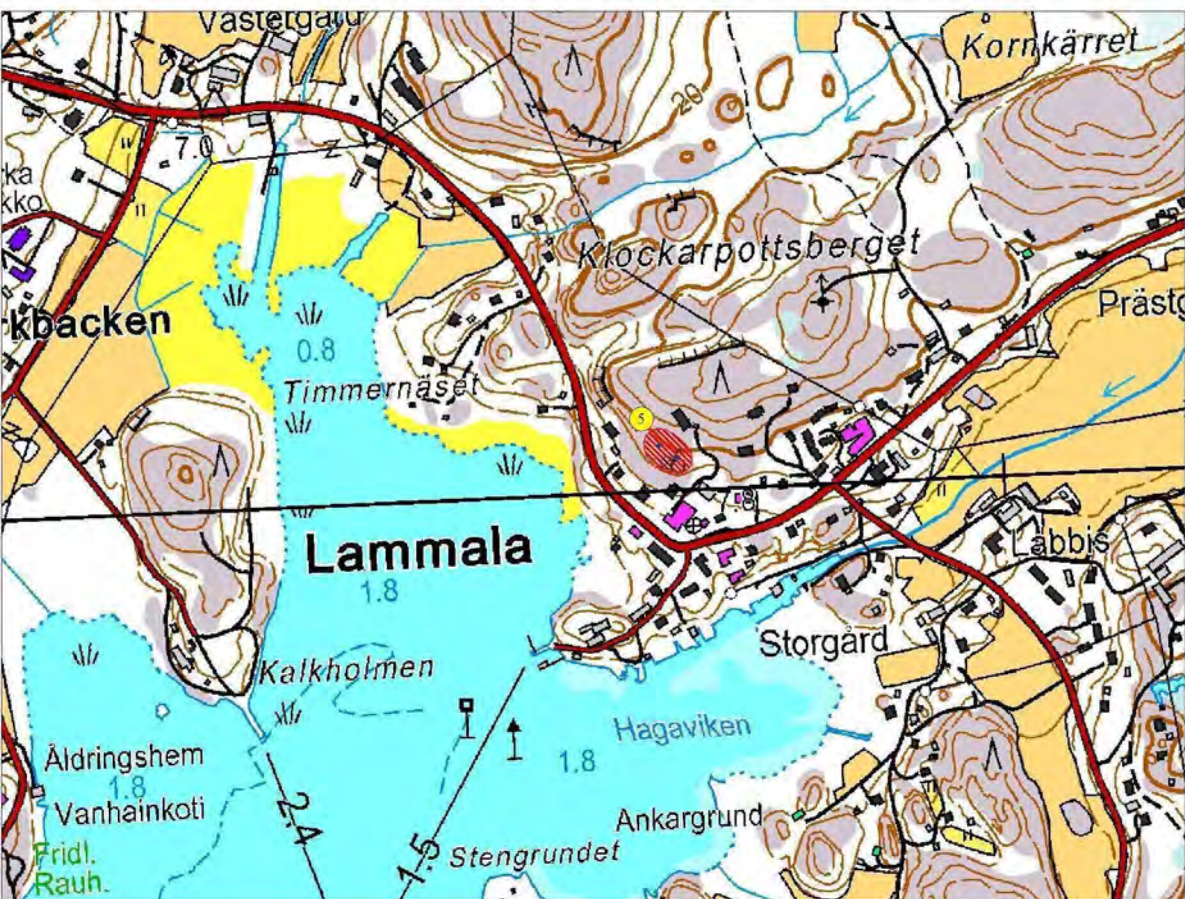 Västergård
Kornkärret
20
7.0
Klockarpottsberget
Prästg
kbacken
0.8
Timmernäset
5
.8
Lammala
1.8
Labbis
Storgård
Kalkholmen
Hagaviken
1.8
Åldringshem
1.8
Vanhainkoti
2.4
Ankargrund
1.5
Stengrundet
Fridl.
Rauh.